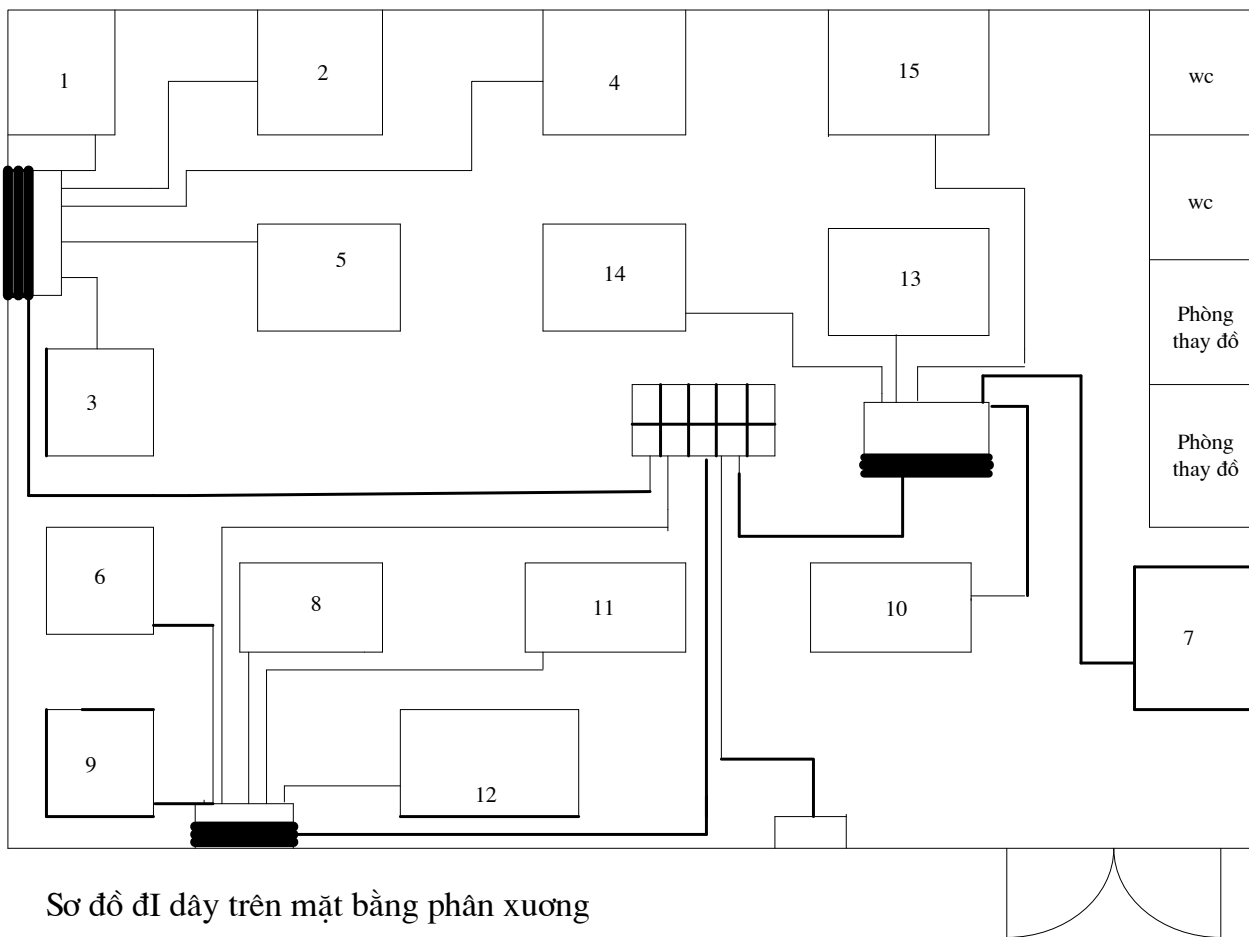 1
2
4
15
wc
wc
5
14
13
Phòng
thay đồ
3
Phòng
thay đồ
6
8
11
10
7
9
12
Sơ đồ đI dây trên mặt bằng phân xuơng